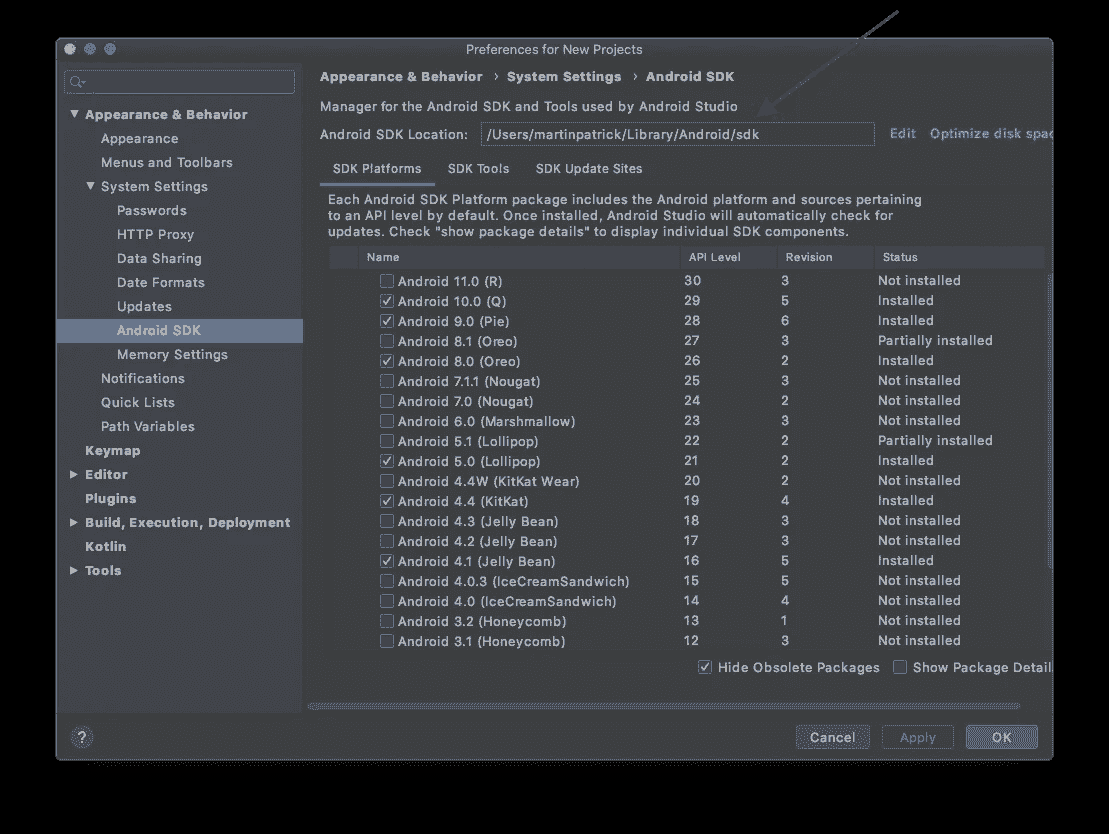 Preferences for New Projects
Appearance & Behavior
Appearance
Menus and Toolbars
System Settings
Passwords
HTTP Proxy
Data Sharing
Date Formats
Updates
Android SDK
Memory Settings
Notifications
Quick Lists
Path Variables
Keymap
Editor
Plugins
Build, Execution, Deployment
Kotlin
Tools
Appearance & Behavior › System Settings › Android SDK
Manager for the Android SDK and Tools used by Android Studio
Android SDK Location: /Users/martinpatrick/Library/Android/sdk Edit Optimize disk spac
SDK Platforms SDK Tools SDK Update Sites
Each Android SDK Platform package includes the Android platform and sources pertaining
to an API level by default. Once installed, Android Studio will automatically check for
updates. Check "show package details" to display individual SDK components.
Name API Level Revision Status
Android 11.0 (R) 30 3 Not installed
Android 10.0 (Q) 29 5 Installed
Android 9.0 (Pie) 28 6 Installed
Android 8.1 (Oreo) 27 3 Partially installed
Android 8.0 (Oreo) 26 2 Installed
Android 7.1.1 (Nougat) 25 3 Not installed
Android 7.0 (Nougat) 24 2 Not installed
Android 6.0 (Marshmallow) 23 3 Not installed
Android 5.1 (Lollipop) 22 2 Partially installed
Android 5.0 (Lollipop) 21 2 Installed
Android 4.4W (KitKat Wear) 20 2 Not installed
Android 4.4 (KitKat) 19 4 Installed
Android 4.3 (Jelly Bean) 18 3 Not installed
Android 4.2 (Jelly Bean) 17 3 Not installed
Android 4.1 (Jelly Bean) 16 5 Installed
Android 4.0.3 (IceCreamSandwich) 15 5 Not installed
Android 4.0 (IceCreamSandwich) 14 4 Not installed
Android 3.2 (Honeycomb) 13 1 Not installed
Android 3.1 (Honeycomb) 12 3 Not installed
Hide Obsolete Packages Show Package Detail
? Cancel Apply OK